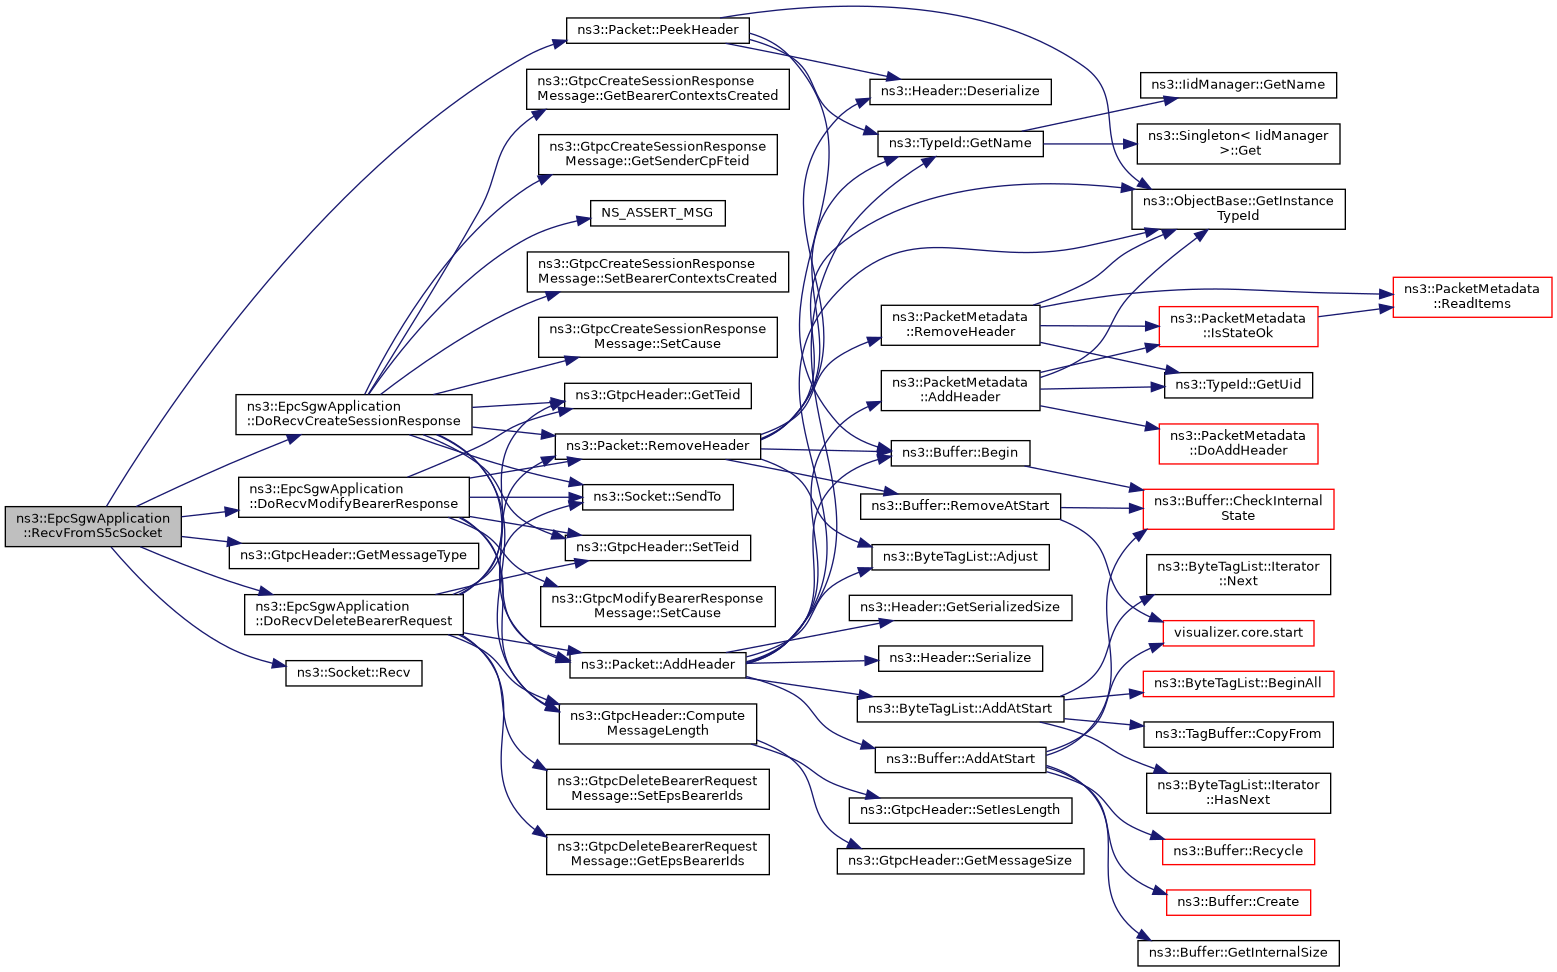 ns3::EpcSgwApplication
::RecvFromS5cSocket
ns3::EpcSgwApplication
::DoRecvCreateSessionResponse
ns3::EpcSgwApplication
::DoRecvModifyBearerResponse
ns3::GtpcHeader::GetMessageType
ns3::EpcSgwApplication
::DoRecvDeleteBearerRequest
ns3::Socket::Recv
ns3::Packet::PeekHeader
ns3::GtpcCreateSessionResponse
Message::GetBearerContextsCreated
ns3::GtpcCreateSessionResponse
Message::GetSenderCpFteid
NS_ASSERT_MSG
ns3::GtpcCreateSessionResponse
Message::SetBearerContextsCreated
ns3::GtpcCreateSessionResponse
Message::SetCause
ns3::GtpcHeader::GetTeid
ns3::Packet::RemoveHeader
ns3::Socket::SendTo
ns3::GtpcHeader::SetTeid
ns3::GtpcModifyBearerResponse
Message::SetCause
ns3::Packet::AddHeader
ns3::GtpcHeader::Compute
MessageLength
ns3::GtpcDeleteBearerRequest
Message::SetEpsBearerIds
ns3::GtpcDeleteBearerRequest
Message::GetEpsBearerIds
ns3::Header::Deserialize
ns3::TypeId::GetName
ns3::PacketMetadata
::RemoveHeader
ns3::PacketMetadata
::AddHeader
ns3::Buffer::Begin
ns3::Buffer::RemoveAtStart
ns3::ByteTagList::Adjust
ns3::Header::GetSerializedSize
ns3::Header::Serialize
ns3::ByteTagList::AddAtStart
ns3::Buffer::AddAtStart
ns3::GtpcHeader::SetIesLength
ns3::GtpcHeader::GetMessageSize
ns3::IidManager::GetName
ns3::Singleton< IidManager
>::Get
ns3::ObjectBase::GetInstance
TypeId
ns3::PacketMetadata
::IsStateOk
ns3::TypeId::GetUid
ns3::PacketMetadata
::DoAddHeader
ns3::Buffer::CheckInternal
State
ns3::ByteTagList::Iterator
::Next
visualizer.core.start
ns3::ByteTagList::BeginAll
ns3::TagBuffer::CopyFrom
ns3::ByteTagList::Iterator
::HasNext
ns3::Buffer::Recycle
ns3::Buffer::Create
ns3::Buffer::GetInternalSize
ns3::PacketMetadata
::ReadItems